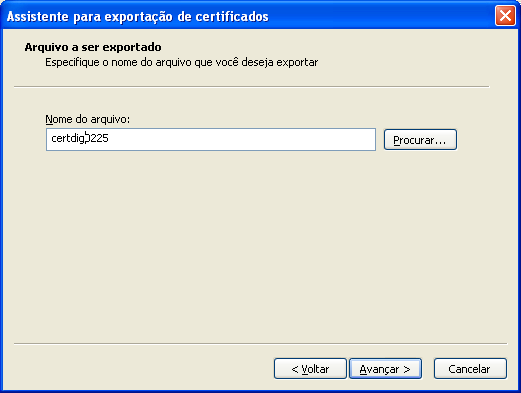 Assistente para exportação de certificados
Arquivo a ser exportado
Especifique o nome do arquivo que você deseja exportar
Nome do arquivo:
certdig0225
Procurar...
< Voltar
Avançar >
Cancelar